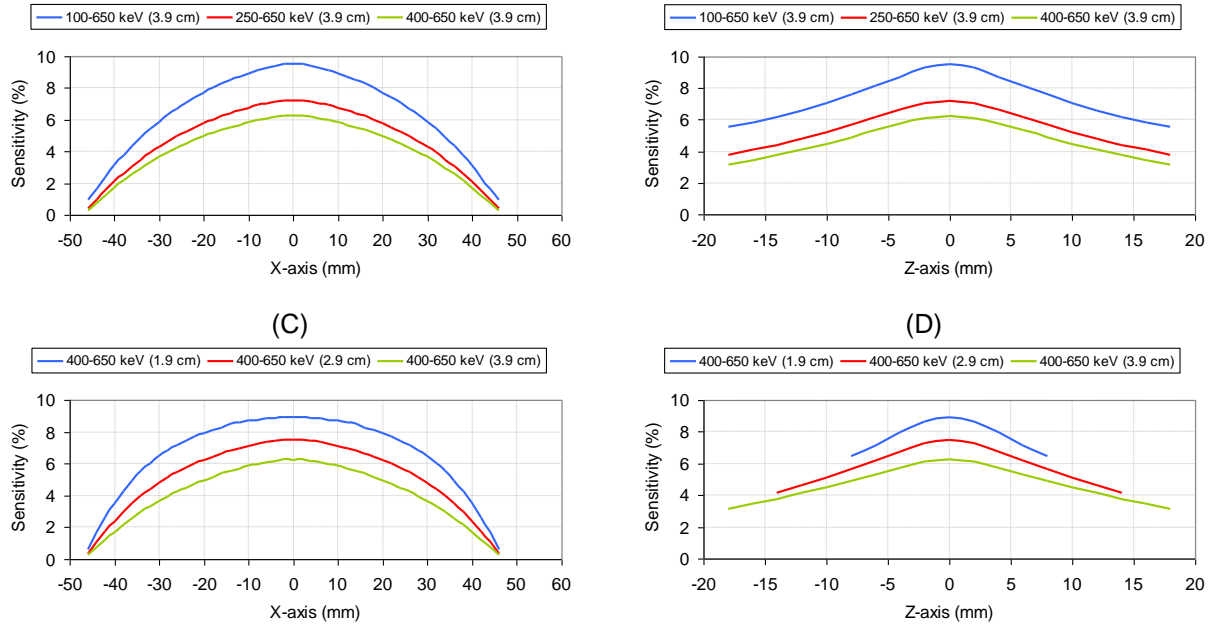 100-650 keV (3.9 cm) 250-650 keV (3.9 cm) 400-650 keV (3.9 cm)
10
8
6
4
2
0
Sensitivity (%)
-50 -40 -30 -20 -10 0 10 20 30 40 50 60
X-axis (mm)
100-650 keV (3.9 cm) 250-650 keV (3.9 cm) 400-650 keV (3.9 cm)
10
8
6
4
2
0
Sensitivity (%)
-20 -15 -10 -5 0 5 10 15 20
Z-axis (mm)
(C)
400-650 keV (1.9 cm) 400-650 keV (2.9 cm) 400-650 keV (3.9 cm)
10
8
6
4
2
0
Sensitivity (%)
-50 -40 -30 -20 -10 0 10 20 30 40 50 60
X-axis (mm)
(D)
400-650 keV (1.9 cm) 400-650 keV (2.9 cm) 400-650 keV (3.9 cm)
10
8
6
4
2
0
Sensitivity (%)
-20 -15 -10 -5 0 5 10 15 20
Z-axis (mm)